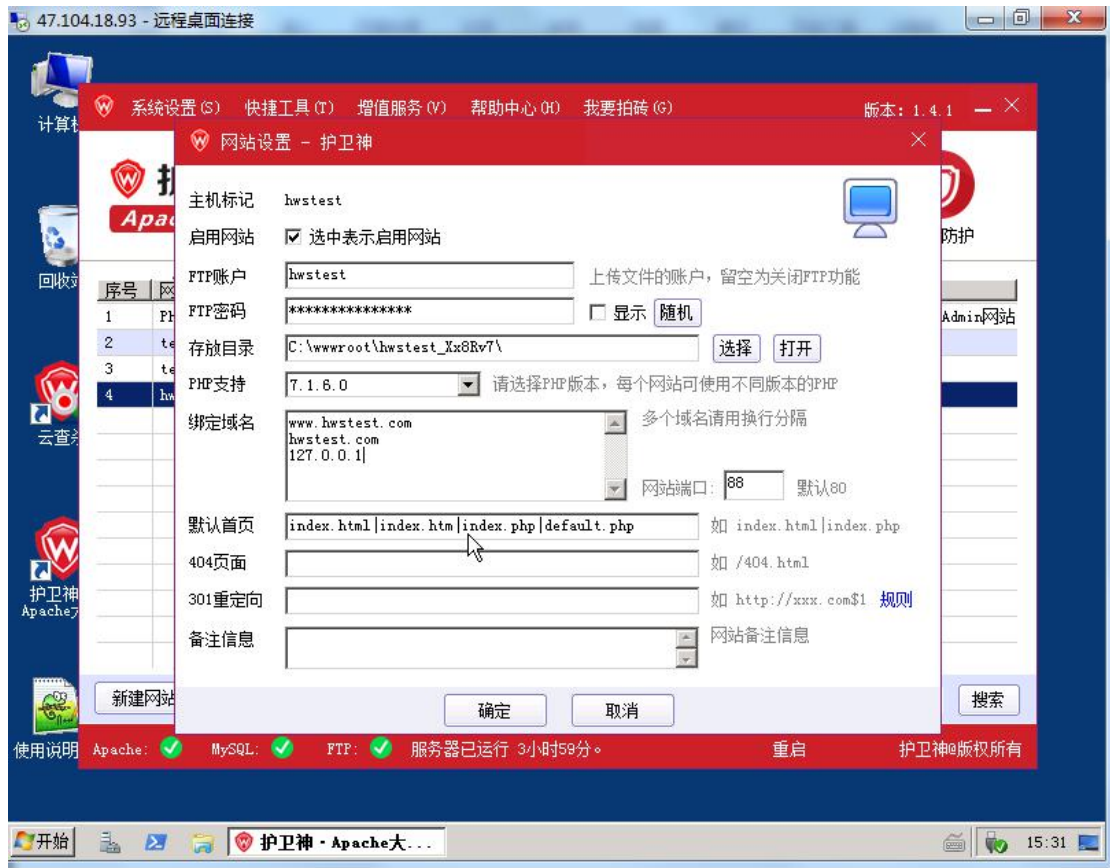 47.104.18.93 - 远程桌面连接
系统设置(S) 快捷工具(T) 增值服务(V) 帮助中心(H) 我要拍砖(G) 版本: 1.4.1
计算
网站设置 - 护卫神
护
Apac
防护
主机标记 hwstest
启用网站 选中表示启用网站
FTP账户 hwstest 上传文件的账户，留空为关闭FTP功能
FTP密码 *************** 显示 随机
存放目录 C:\wwwroot\hwstest_Xx8Rv7\ 选择 打开
PHP支持 7.1.6.0 请选择PHP版本，每个网站可使用不同版本的PHP
绑定域名 www.hwstest.com 多个域名请用换行分隔
hwstest.com
127.0.0.1
网站端口: 88 默认80
默认首页 index.html|index.htm|index.php|default.php 如 index.html|index.php
404页面 如 /404.html
301重定向 如 http://xxx.com$1 规则
备注信息 网站备注信息
确定 取消
回收
序号 网
1 PH Admin网站
2 te
3 te
4 hw
云查
护卫神
Apache
新建网站 搜索
使用说明
Apache: MySQL: FTP: 服务器已运行 3小时59分。 重启 护卫神@版权所有
开始 护卫神·Apache大... 15:31